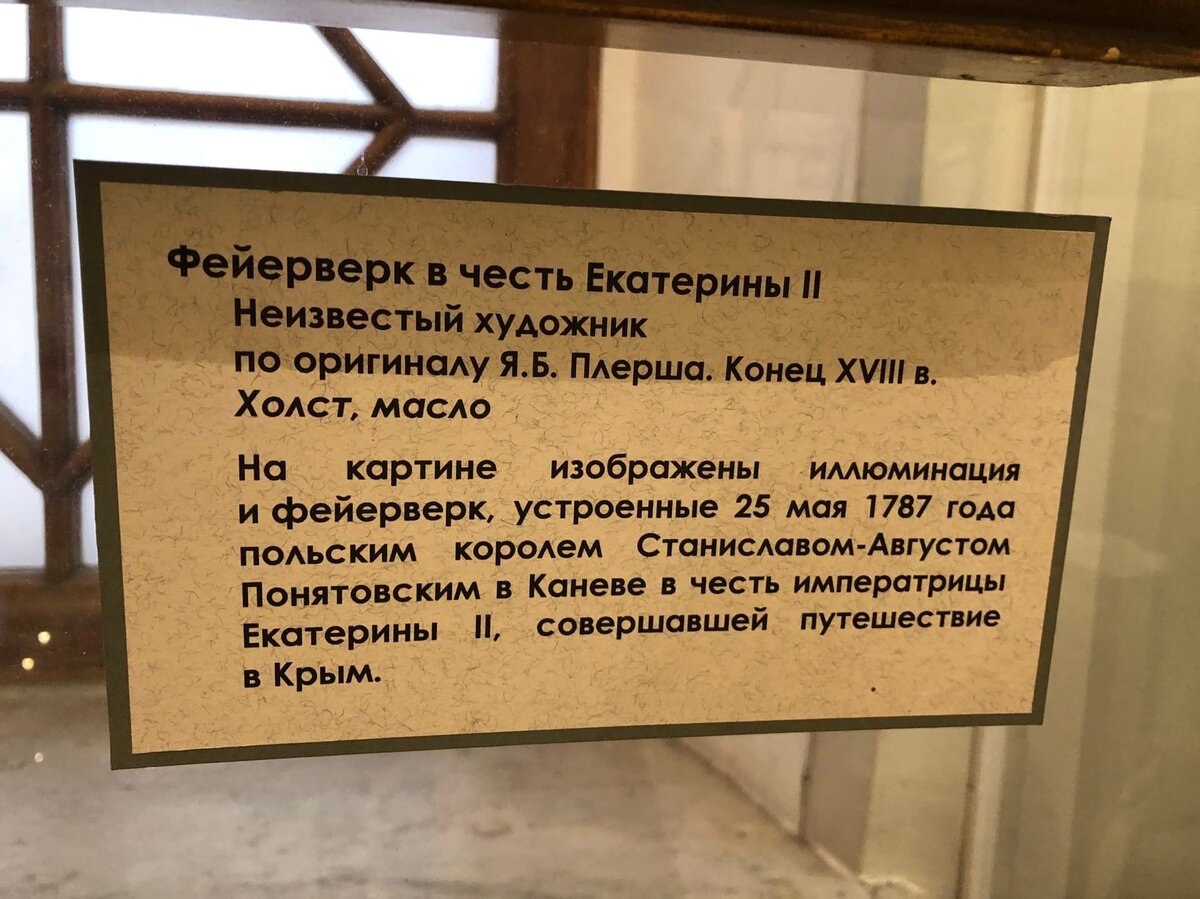 Фейерверк в честь Екатерины II
Неизвестый художник
по оригиналу Я.Б. Плерша. Конец XVIII в.
Холст, масло
На картине изображены иллюминация
и фейерверк, устроенные 25 мая 1787 года
польским королем Станиславом-Августом
Понятовским в Каневе в честь императрицы
Екатерины II, совершавшей путешествие
в Крым.